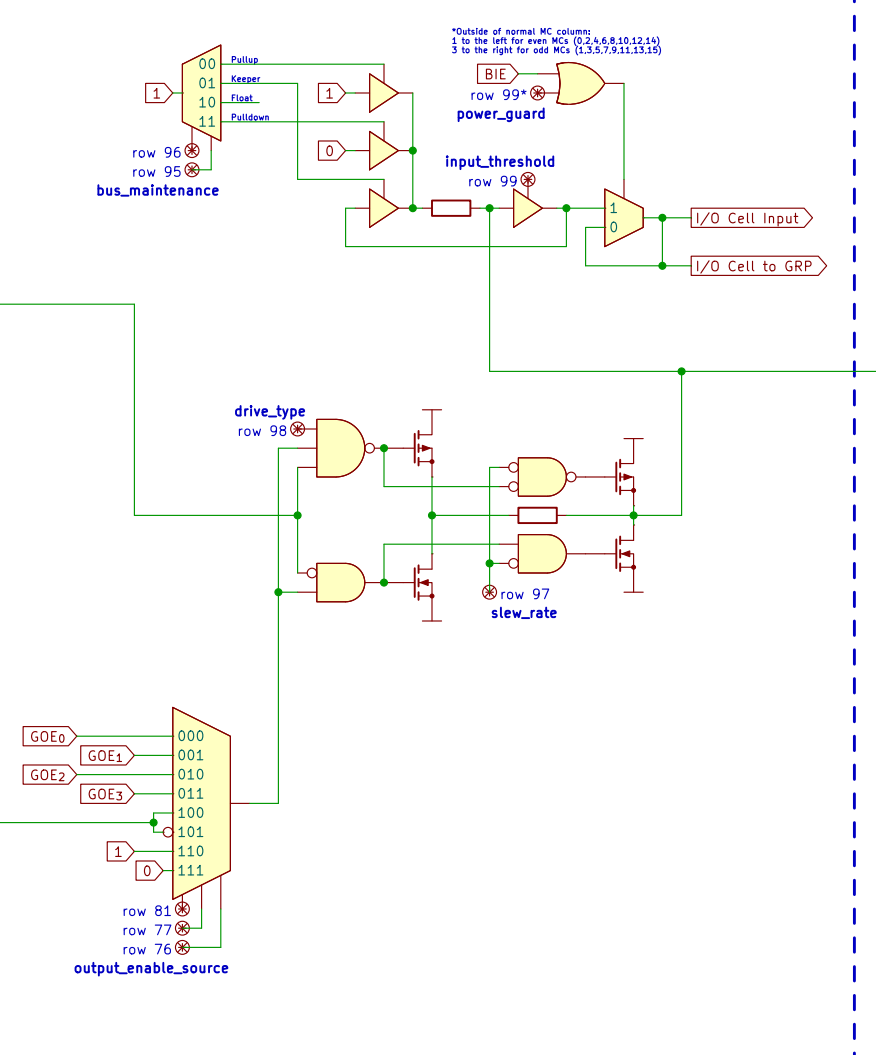 *Outside of normal MC column:
1 to the left for even MCs (0,2,4,6,8,10,12,14)
3 to the right for odd MCs (1,3,5,7,9,11,13,15)
BIE
row 99*
power_guard
00 Pullup
01 Keeper
10 Float
11 Pulldown
1
1
0
row 96
row 95
bus_maintenance
input_threshold
row 99
1
0
I/O Cell Input
I/O Cell to GRP
drive_type
row 98
row 97
slew_rate
GOE0
GOE1
GOE2
GOE3
1
0
000
001
010
011
100
101
110
111
row 81
row 77
row 76
output_enable_source